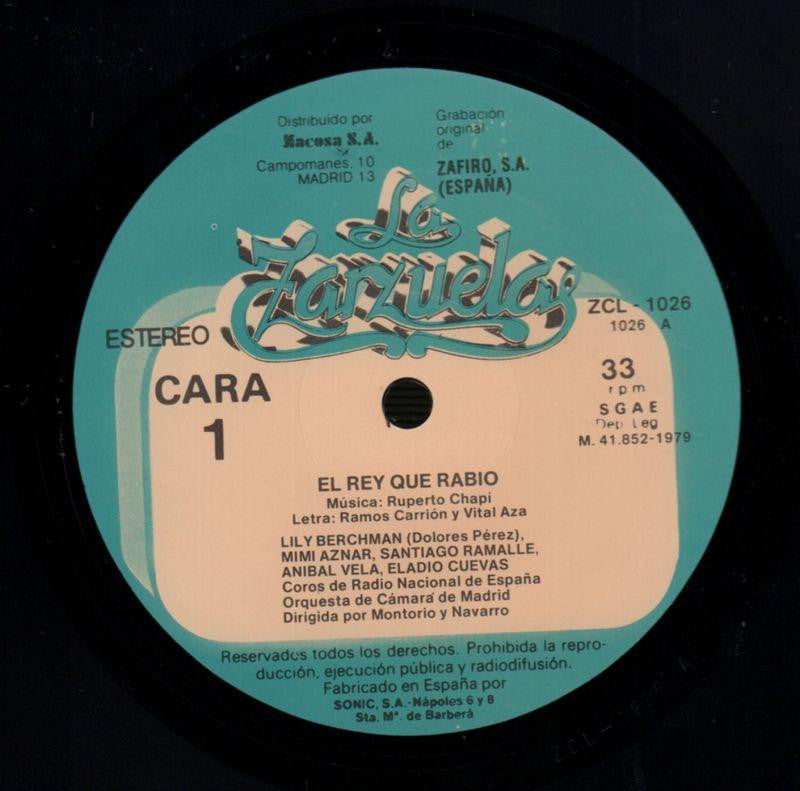 Distribuido por
Zacosa S.A.
Campomanes, 10
MADRID 13
Grabación
original
de
ZAFIRO, S.A.
(ESPAÑA)
La
Zarzuela
ESTEREO
ZCL - 1026
1026 A
CARA
1
33
rpm
SGAE
Dep. Leg
M. 41.852-1979
EL REY QUE RABIO
Música: Ruperto Chapí
Letra: Ramos Carrión y Vital Aza
LILY BERCHMAN (Dolores Pérez),
MIMI AZNAR, SANTIAGO RAMALLE,
ANIBAL VELA, ELADIO CUEVAS
Coros de Radio Nacional de España
Orquesta de Cámara de Madrid
Dirigida por Montorio y Navarro
Reservados todos los derechos. Prohibida la repro-
ducción, ejecución pública y radiodifusión.
Fabricado en España por
SONIC, S.A.-Nápoles 6 y 8
Sta. Mª. de Barberá